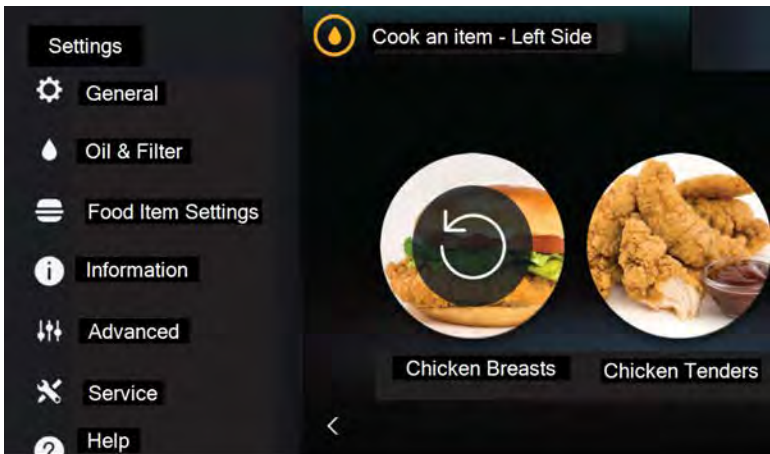 Settings
General
Oil & Filter
Food Item Settings
Information
Advanced
Service
Help
Cook an item - Left Side
Chicken Breasts
Chicken Tenders